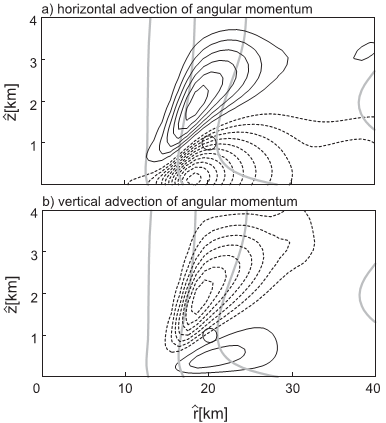 a) horizontal advection of angular momentum
4
3
2
1
ẑ[km]
b) vertical advection of angular momentum
4
3
2
1
ẑ[km]
0 10 20 30 40
r̂[km]